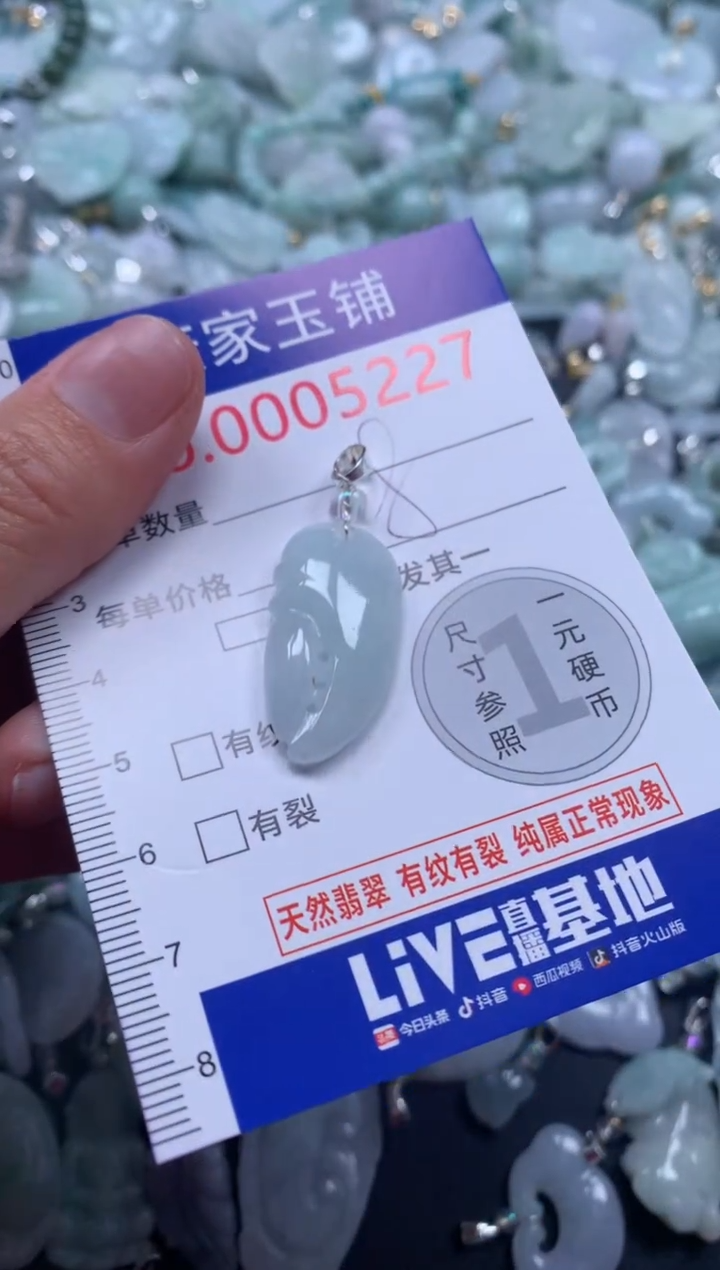 家玉铺
.0005227
单数量
每单价格
发其一
尺寸参照
1
一元硬币
有纹
有裂
天然翡翠 有纹有裂 纯属正常现象
LiVE直播基地
今日头条 抖音 西瓜视频 抖音火山版
0
3
4
5
6
7
8